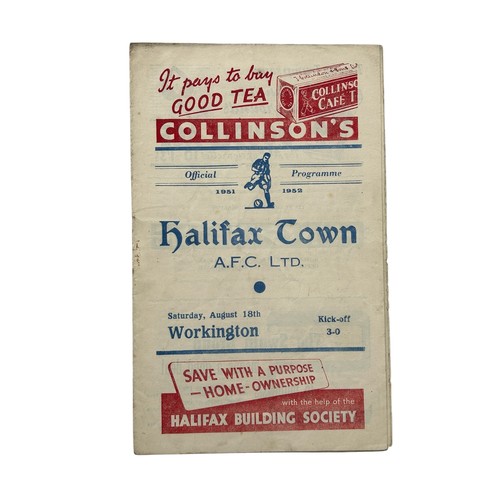 It pays to buy
GOOD TEA
COLLINSO
CAFÉ T
COLLINSON'S
Official Programme
1951 1952
Halifax Town
A.F.C. LTD.
Saturday, August 18th Kick-off
Workington 3-0
SAVE WITH A PURPOSE
— HOME - OWNERSHIP
with the help of the
HALIFAX BUILDING SOCIETY